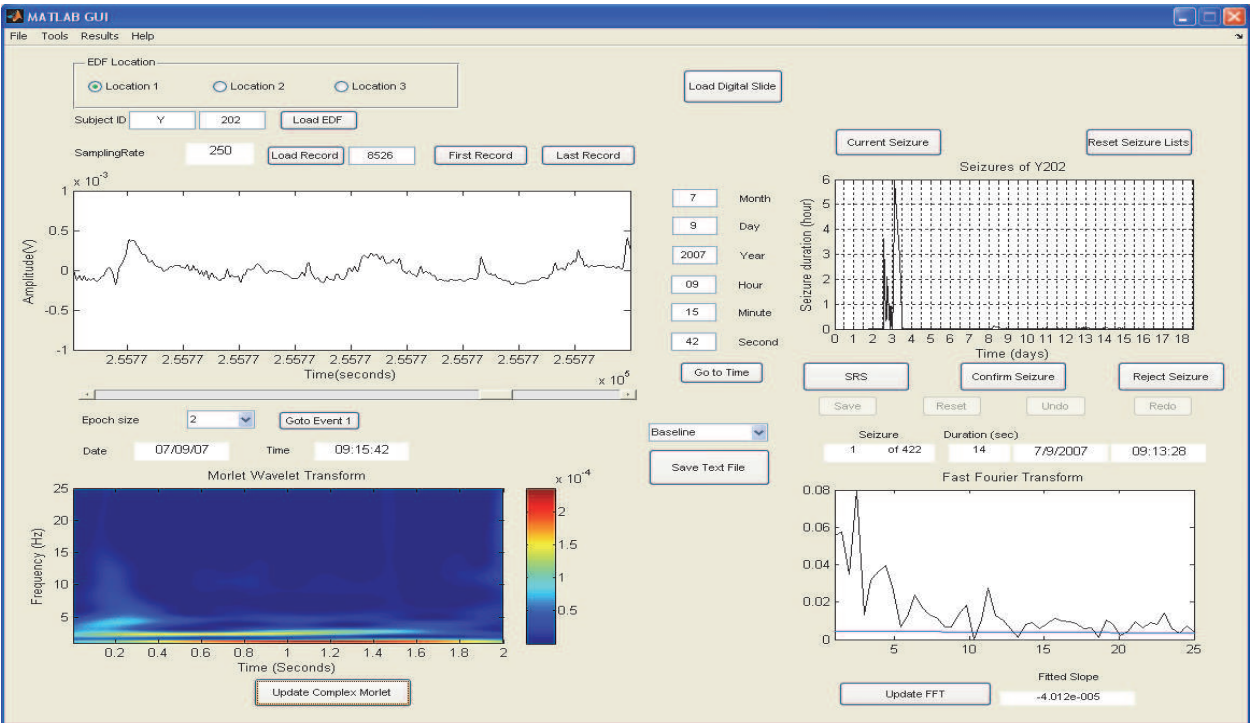 MATLAB GUI
File Tools Results Help
EDF Location
Location 1 Location 2 Location 3
Load Digital Slide
Subject ID Y 202 Load EDF
SamplingRate 250 Load Record 8526 First Record Last Record
Current Seizure Reset Seizure Lists
x 10^-3
Amplitude(V)
1
0.5
0
-0.5
-1
2.5577 2.5577 2.5577 2.5577 2.5577 2.5577 2.5577 2.5577
Time(seconds)
x 10^5
7 Month
9 Day
2007 Year
09 Hour
15 Minute
42 Second
Go to Time
Seizures of Y202
Seizure duration (hour)
6
5
4
3
2
1
0
0 1 2 3 4 5 6 7 8 9 10 11 12 13 14 15 16 17 18
Time (days)
SRS Confirm Seizure Reject Seizure
Save Reset Undo Redo
Epoch size 2 Goto Event 1
Date 07/09/07 Time 09:15:42
Baseline
Save Text File
Seizure Duration (sec)
1 of 422 14 7/9/2007 09:13:28
Morlet Wavelet Transform
Frequency (Hz)
25
20
15
10
5
0.2 0.4 0.6 0.8 1 1.2 1.4 1.6 1.8 2
Time (Seconds)
x 10^-4
2
1.5
1
0.5
Update Complex Morlet
Fast Fourier Transform
0.08
0.06
0.04
0.02
0
5 10 15 20 25
Update FFT
Fitted Slope
-4.012e-005